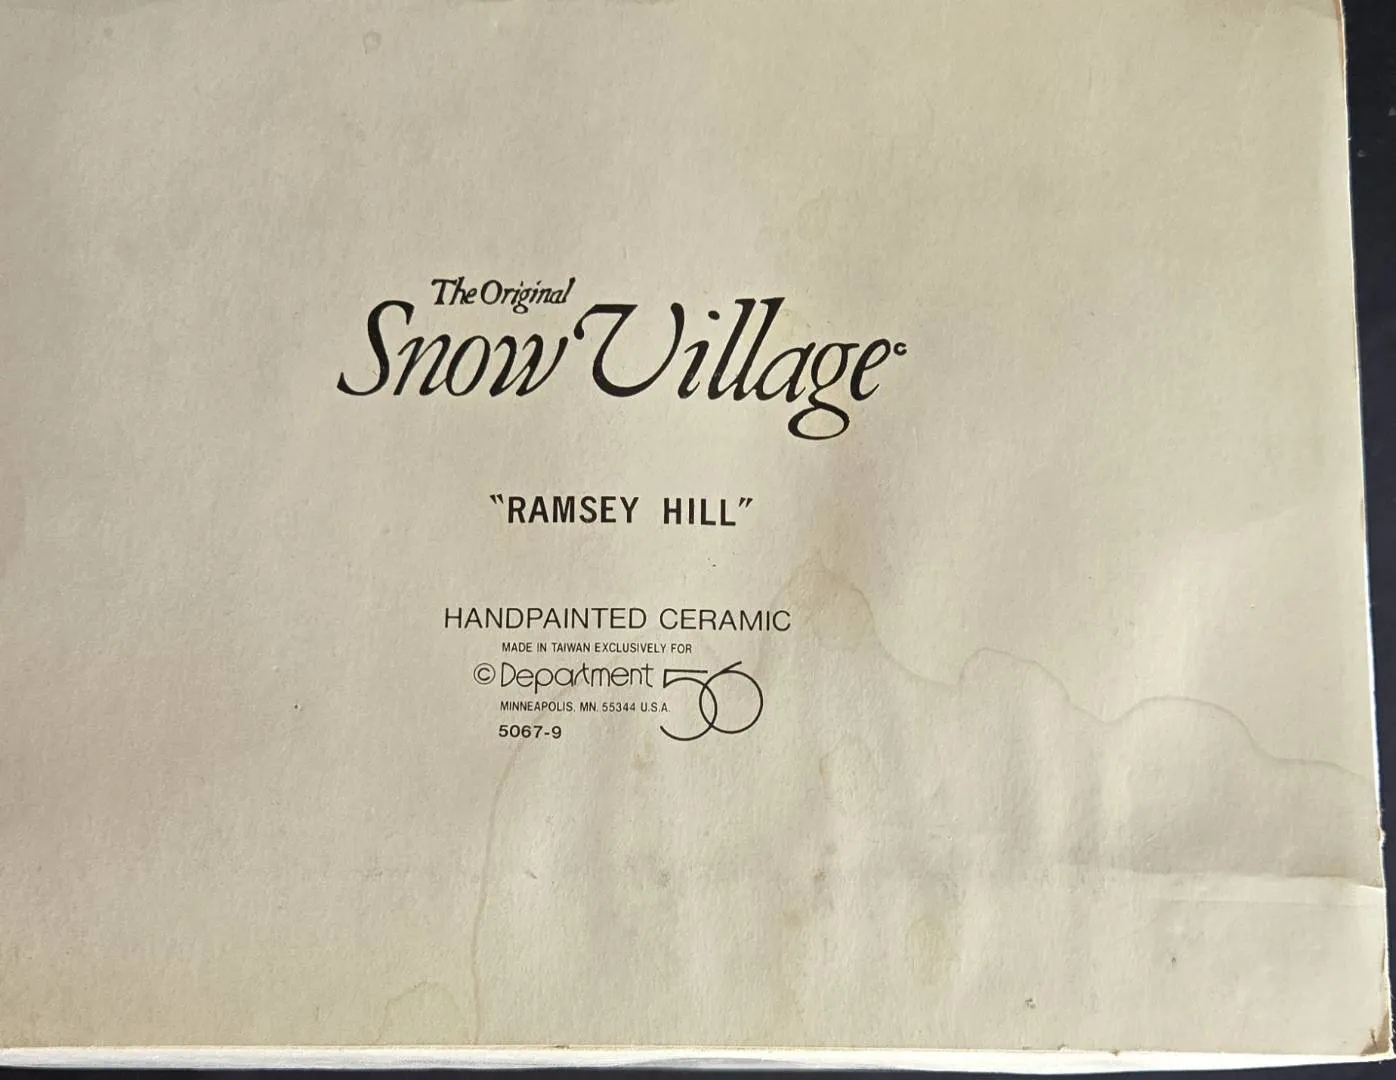 The Original
Snow Village©
"RAMSEY HILL"
HANDPAINTED CERAMIC
MADE IN TAIWAN EXCLUSIVELY FOR
© Department 56
MINNEAPOLIS, MN. 55344 U.S.A.
5067-9